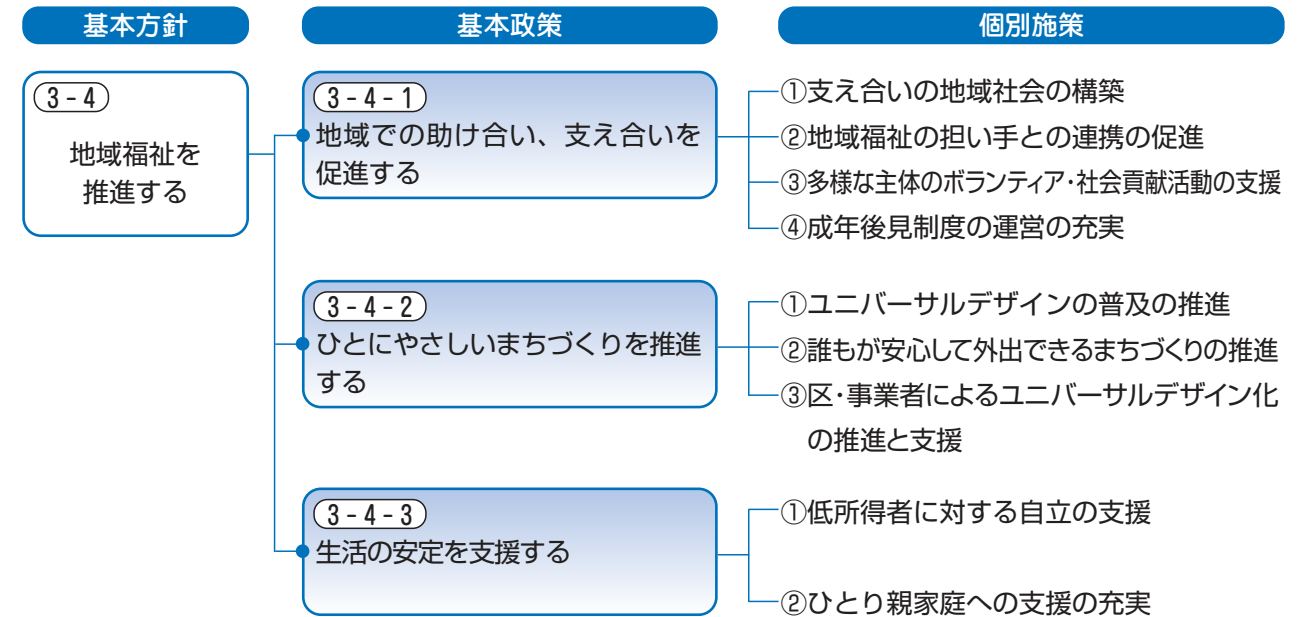 基本方針
基本政策
個別施策
3-4
地域福祉を
推進する
3-4-1
地域での助け合い、支え合いを
促進する
①支え合いの地域社会の構築
②地域福祉の担い手との連携の促進
③多様な主体のボランティア・社会貢献活動の支援
④成年後見制度の運営の充実
3-4-2
ひとにやさしいまちづくりを推進
する
①ユニバーサルデザインの普及の推進
②誰もが安心して外出できるまちづくりの推進
③区・事業者によるユニバーサルデザイン化
の推進と支援
3-4-3
生活の安定を支援する
①低所得者に対する自立の支援
②ひとり親家庭への支援の充実